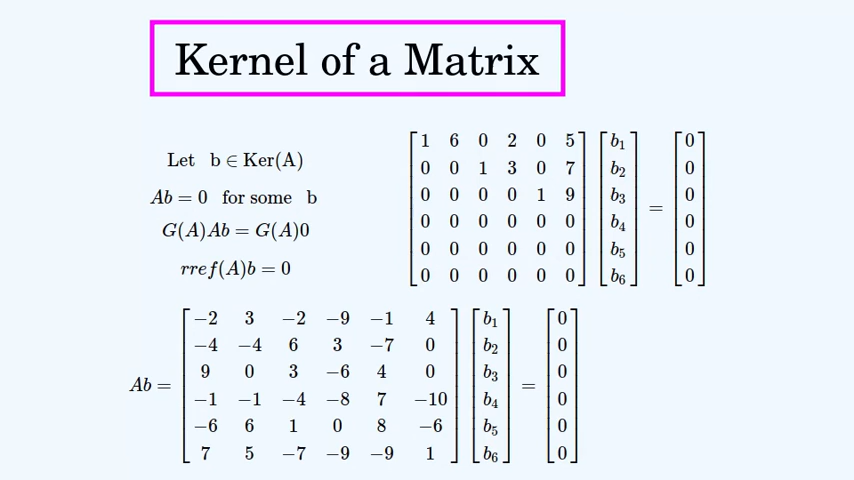 Kernel of a Matrix
Let b ∈ Ker(A)
Ab = 0 for some b
G(A)Ab = G(A)0
rref(A)b = 0
1 6 0 2 0 5 b₁ 0
0 0 1 3 0 7 b₂ 0
0 0 0 0 1 9 b₃ 0
0 0 0 0 0 0 b₄ = 0
0 0 0 0 0 0 b₅ 0
0 0 0 0 0 0 b₆ 0
−2 3 −2 −9 −1 4 b₁ 0
−4 −4 6 3 −7 0 b₂ 0
9 0 3 −6 4 0 b₃ 0
Ab = −1 −1 −4 −8 7 −10 b₄ = 0
−6 6 1 0 8 −6 b₅ 0
7 5 −7 −9 −9 1 b₆ 0